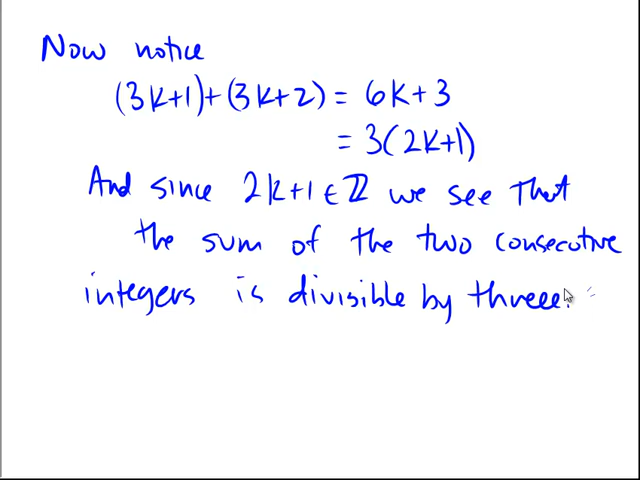 Now notice
(3k+1)+(3k+2) = 6k+3
= 3(2k+1)
And since 2k+1 ∈ ℤ we see that
the sum of the two consecutive
integers is divisible by threee.